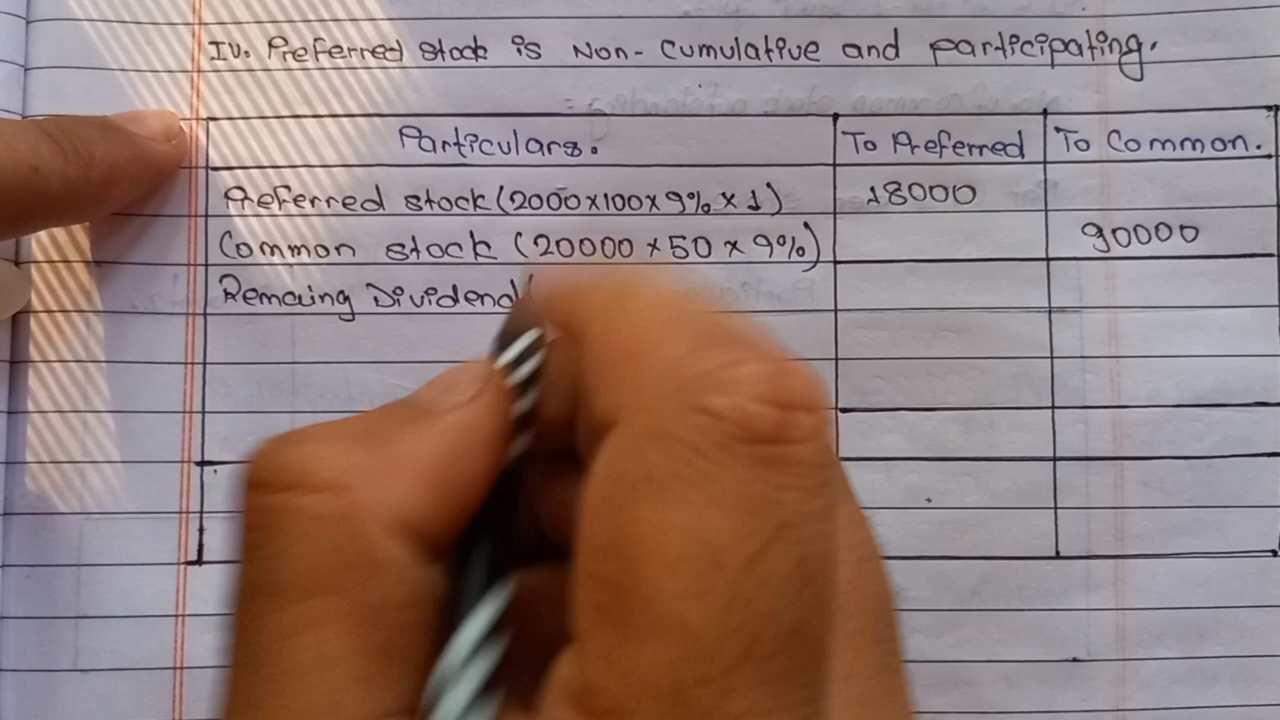 IV. Preferred stock is Non-cumulative and participating.
Particulars. To Preferred To Common.
Preferred stock (2000×100×9%×1) 18000
Common stock (20000×50×9%) 90000
Remaing Dividend(